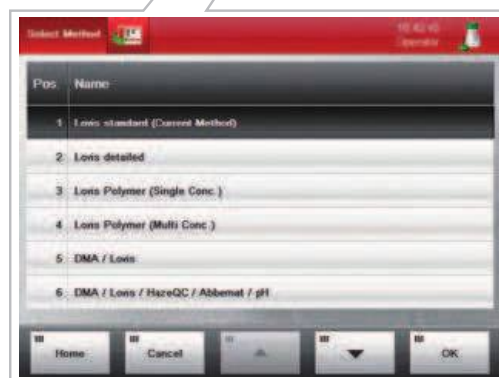 Select Method
Operator
Pos. Name
1 Lovis standard (Current Method)
2 Lovis detailed
3 Lovis Polymer (Single Conc.)
4 Lovis Polymer (Multi Conc.)
5 DMA / Lovis
6 DMA / Lovis / HazeQC / Abbemat / pH
Home
Cancel
OK